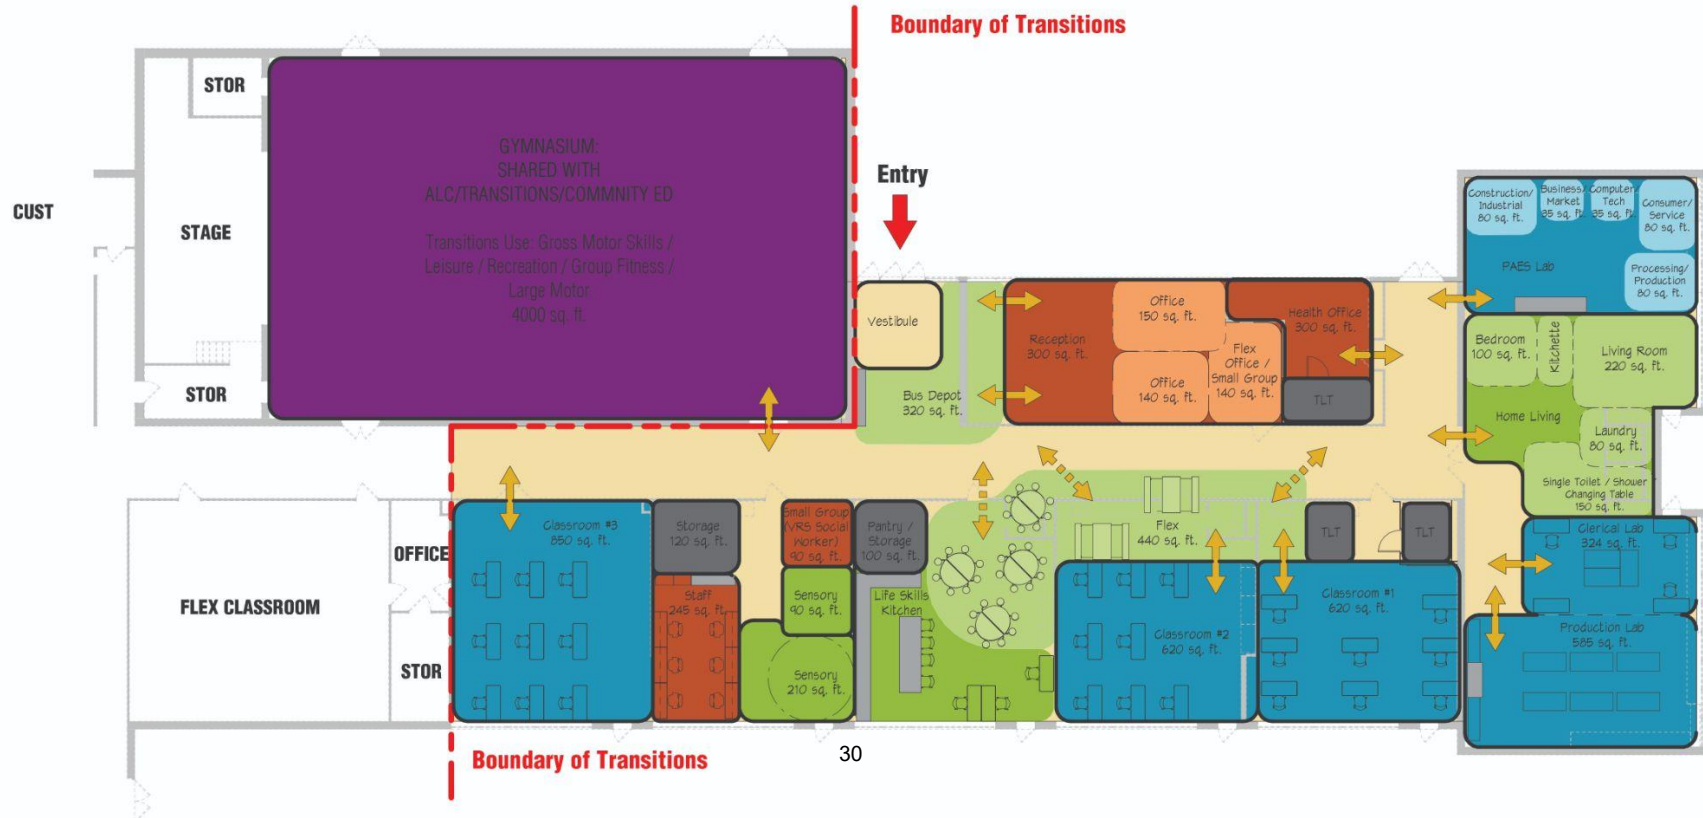 Boundary of Transitions
STOR
CUST
STAGE
STOR
GYMNASIUM:
SHARED WITH
ALC/TRANSITIONS/COMMNITY ED
Transitions Use: Gross Motor Skills /
Leisure / Recreation / Group Fitness /
Large Motor
4000 sq. ft.
Entry
Vestibule
Bus Depot
320 sq. ft.
Reception
300 sq. ft.
Office
150 sq. ft.
Office
140 sq. ft.
Flex
Office /
Small Group
140 sq. ft.
Health Office
300 sq. ft.
TLT
Construction/
Industrial
80 sq. ft.
Business/
Market
35 sq. ft.
Computer/
Tech
35 sq. ft.
Consumer/
Service
80 sq. ft.
PAES Lab
Processing/
Production
80 sq. ft.
Bedroom
100 sq. ft.
Kitchette
Living Room
220 sq. ft.
Home Living
Laundry
80 sq. ft.
Single Toilet / Shower
Changing Table
150 sq. ft.
FLEX CLASSROOM
OFFICE
STOR
Classroom #3
850 sq. ft.
Storage
120 sq. ft.
Staff
245 sq. ft.
Small Group
(VRS Social
Worker)
90 sq. ft.
Sensory
90 sq. ft.
Sensory
210 sq. ft.
Pantry /
Storage
100 sq. ft.
Life Skills
Kitchen
Flex
440 sq. ft.
Classroom #2
620 sq. ft.
TLT
TLT
Classroom #1
620 sq. ft.
Clerical Lab
324 sq. ft.
Production Lab
585 sq. ft.
Boundary of Transitions
30